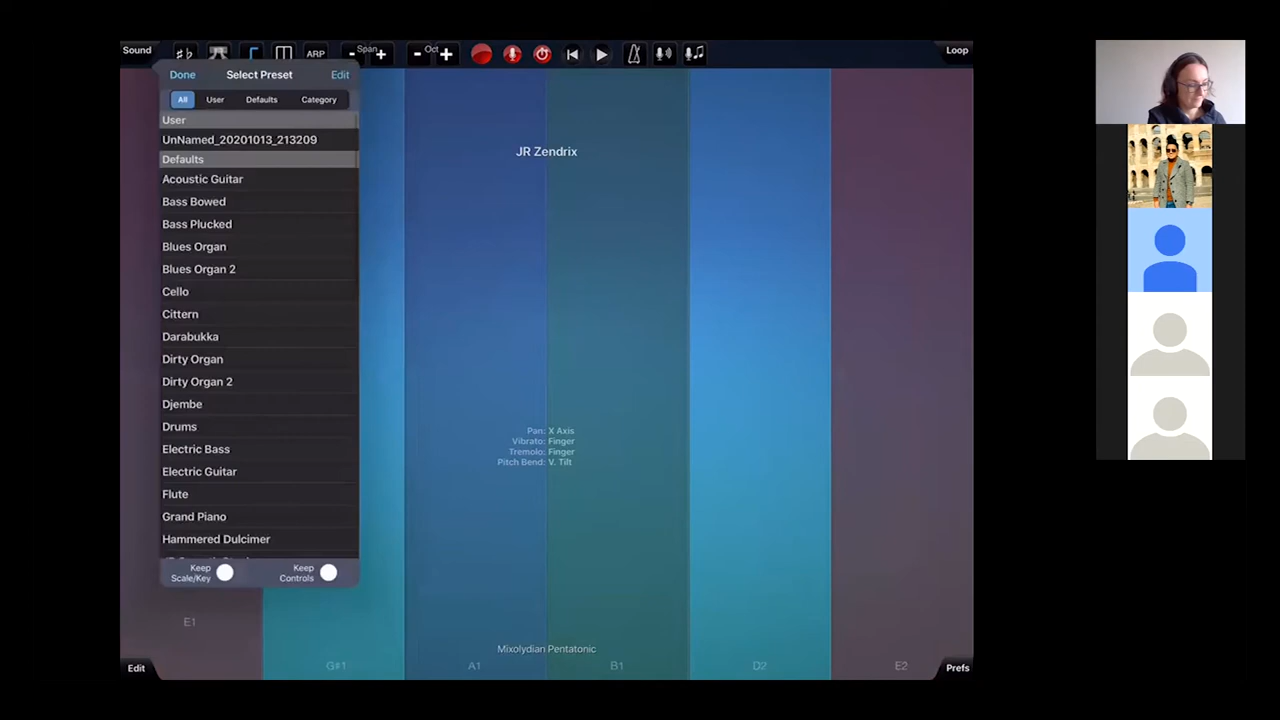 Sound
ARP
- Span +
- Oct +
Loop
Done
Select Preset
Edit
All
User
Defaults
Category
User
UnNamed_20201013_213209
Defaults
Acoustic Guitar
Bass Bowed
Bass Plucked
Blues Organ
Blues Organ 2
Cello
Cittern
Darabukka
Dirty Organ
Dirty Organ 2
Djembe
Drums
Electric Bass
Electric Guitar
Flute
Grand Piano
Hammered Dulcimer
Keep
Scale/Key
Keep
Controls
JR Zendrix
Pan: X Axis
Vibrato: Finger
Tremolo: Finger
Pitch Bend: V. Tilt
E1
Mixolydian Pentatonic
G#1
A1
B1
D2
E2
Edit
Prefs